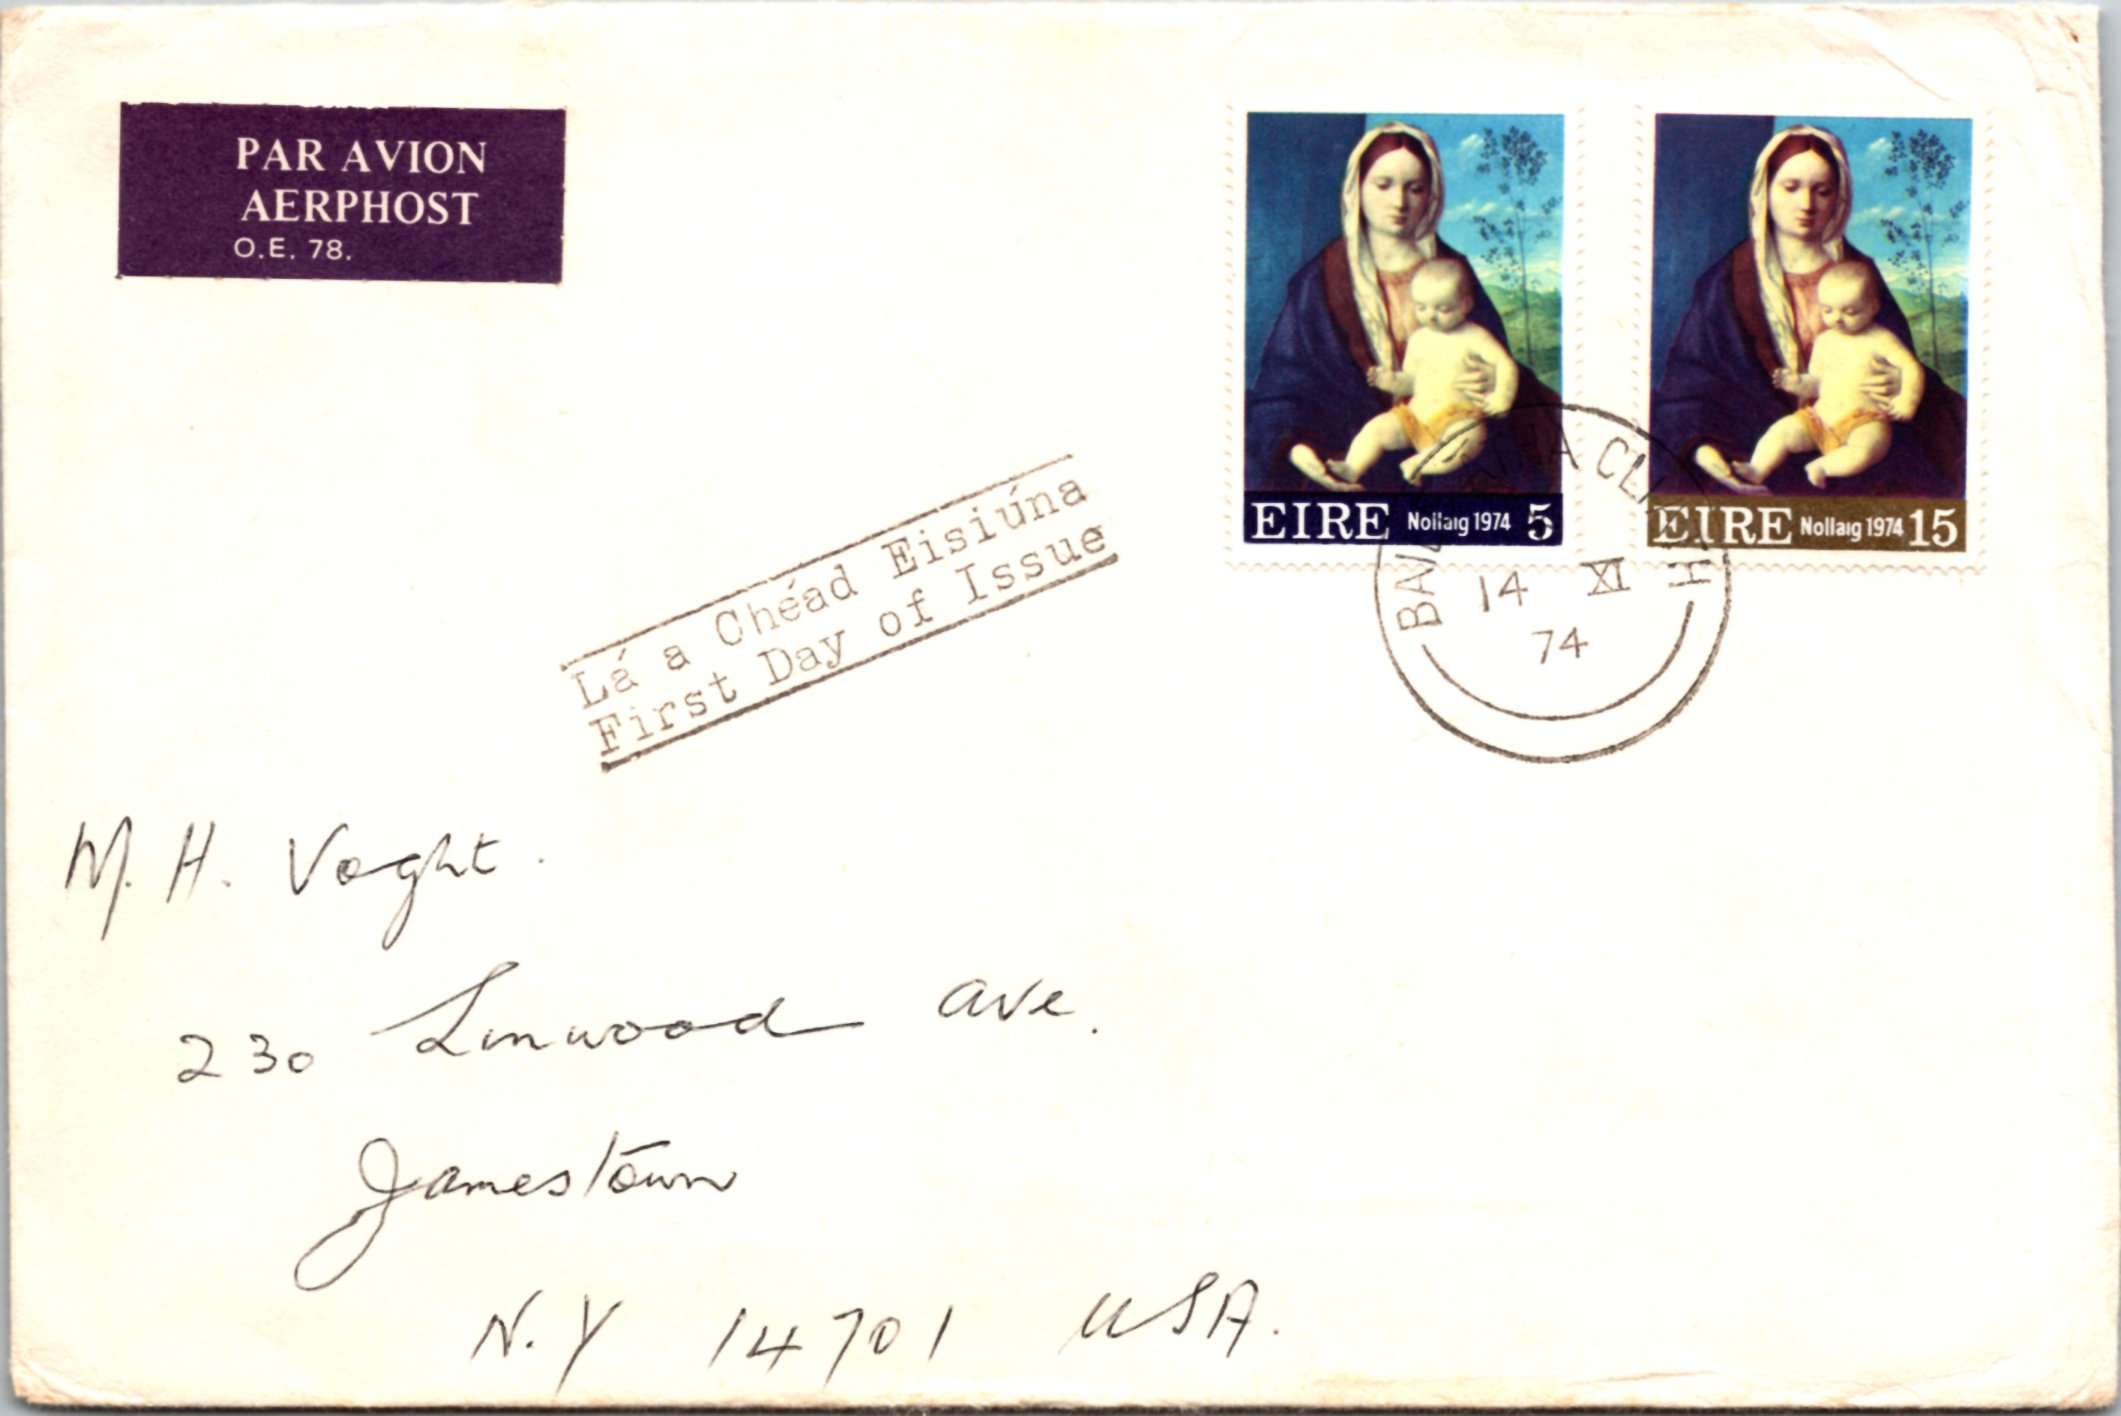 PAR AVION
AERPHOST
O.E. 78.
EIRE Nollaig 1974 5
EIRE Nollaig 1974 15
14 XI
74
Lá a Chéad Eisiúna
First Day of Issue
M. H. Voght.
230 Linwood Ave.
Jamestown
N.Y 14701 USA.